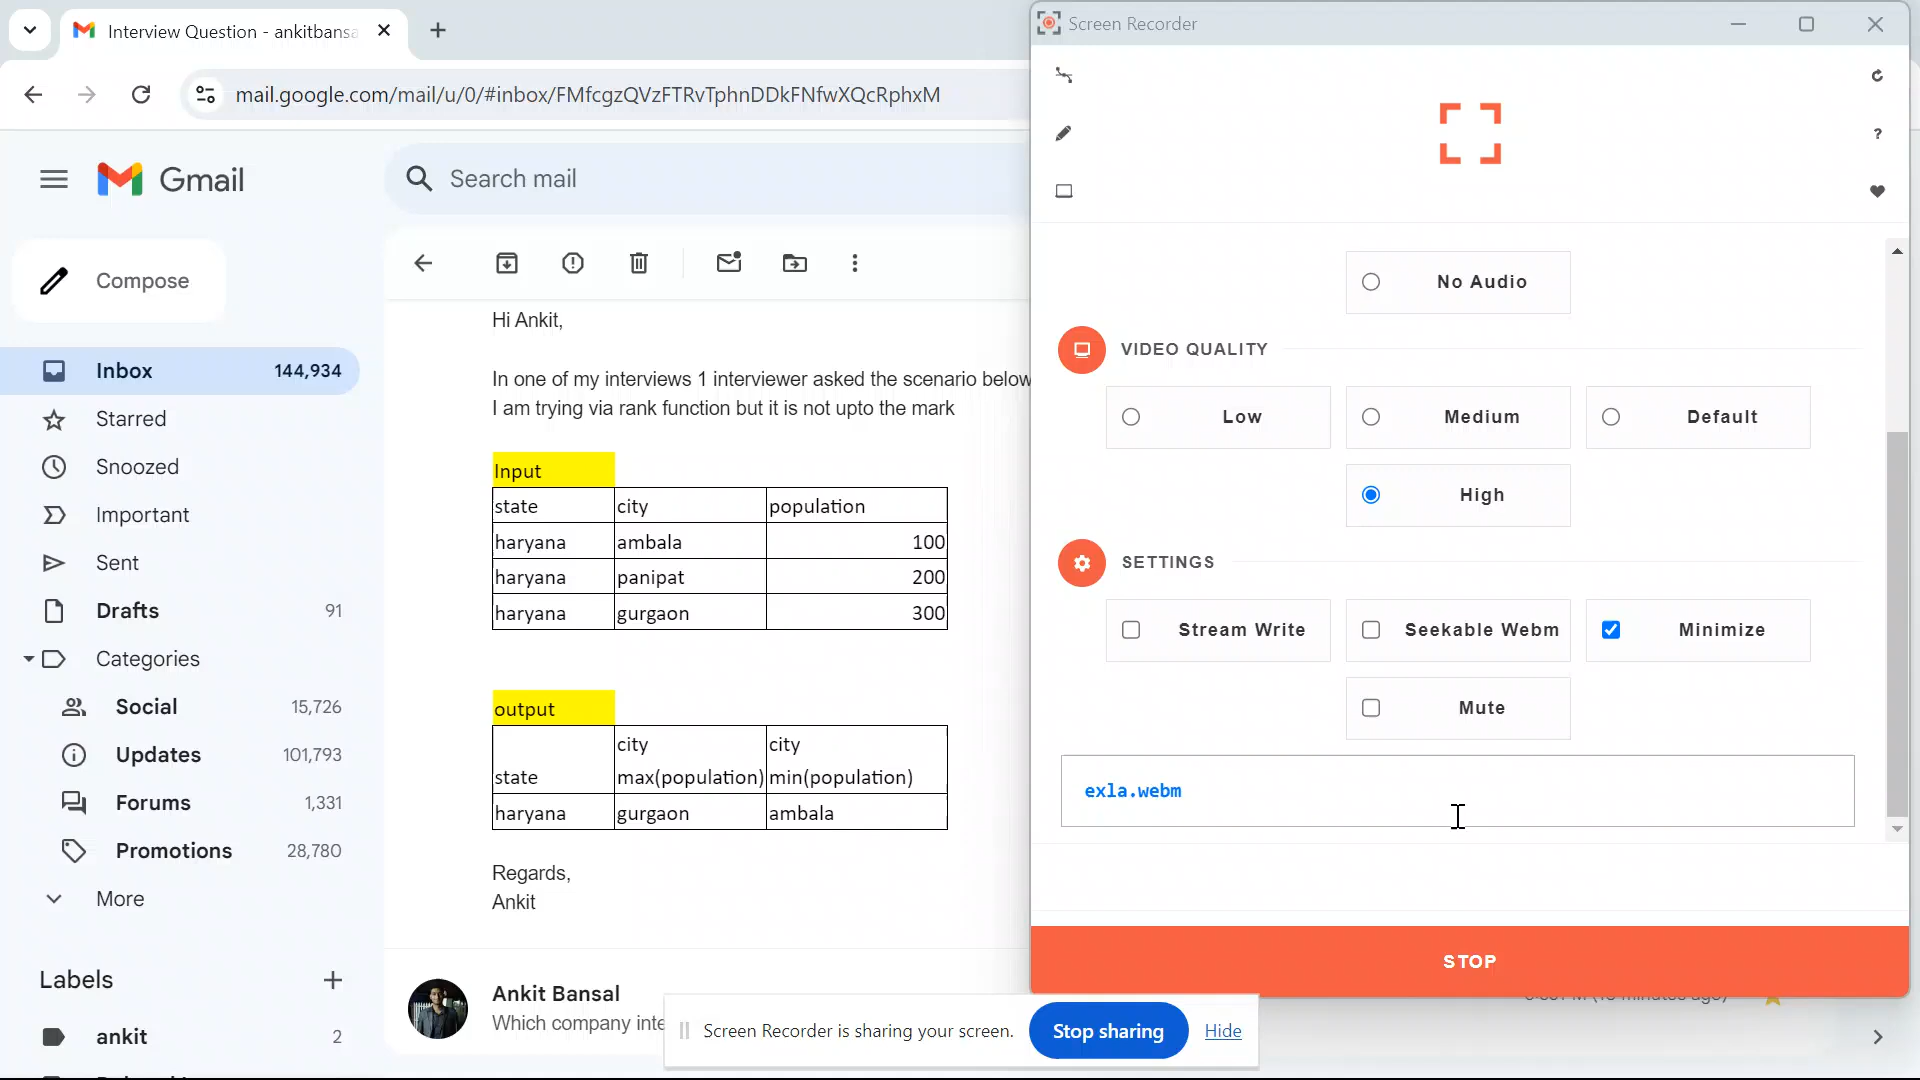 Interview Question - ankitbansa
Screen Recorder
mail.google.com/mail/u/0/#inbox/FMfcgzQVzFTRvTphnDDkFNfwXQcRphxM
Gmail
Search mail
Compose
Inbox 144,934
Starred
Snoozed
Important
Sent
Drafts 91
Categories
Social 15,726
Updates 101,793
Forums 1,331
Promotions 28,780
More
Labels
ankit 2
Hi Ankit,
In one of my interviews 1 interviewer asked the scenario below
I am trying via rank function but it is not upto the mark
Input
state city population
haryana ambala 100
haryana panipat 200
haryana gurgaon 300
output
state city max(population) city min(population)
haryana gurgaon ambala
Regards,
Ankit
Ankit Bansal
Which company inte
?
No Audio
VIDEO QUALITY
Low Medium Default
High
SETTINGS
Stream Write Seekable Webm Minimize
Mute
exla.webm
STOP
Screen Recorder is sharing your screen. Stop sharing Hide